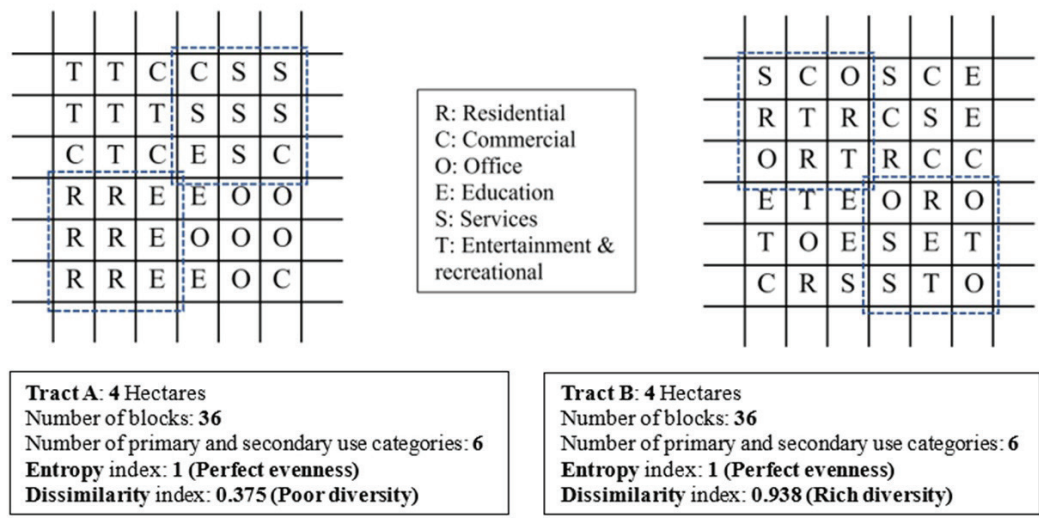 T T C C S S
T T T S S S
C T C E S C
R R E E O O
R R E O O O
R R E E O C
R: Residential
C: Commercial
O: Office
E: Education
S: Services
T: Entertainment &
recreational
S C O S C E
R T R C S E
O R T R C C
E T E O R O
T O E S E T
C R S S T O
Tract A: 4 Hectares
Number of blocks: 36
Number of primary and secondary use categories: 6
Entropy index: 1 (Perfect evenness)
Dissimilarity index: 0.375 (Poor diversity)
Tract B: 4 Hectares
Number of blocks: 36
Number of primary and secondary use categories: 6
Entropy index: 1 (Perfect evenness)
Dissimilarity index: 0.938 (Rich diversity)